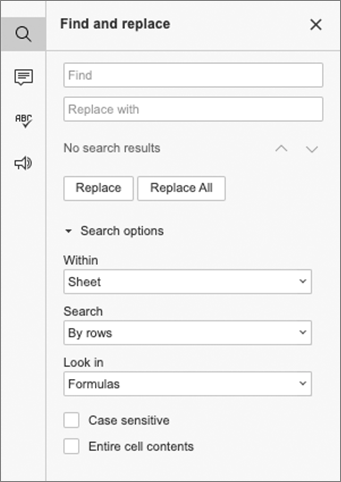 Find and replace
Find
Replace with
ABC
No search results
Replace
Replace All
Search options
Within
Sheet
Search
By rows
Look in
Formulas
Case sensitive
Entire cell contents